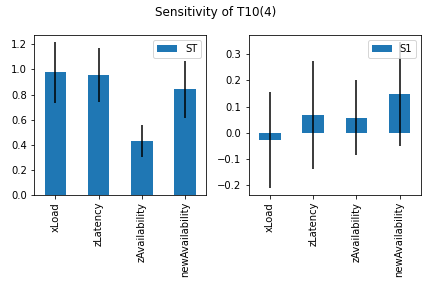 Sensitivity of T10(4)
ST
1.2
1.0
0.8
0.6
0.4
0.2
0.0
xLoad
zLatency
zAvailability
newAvailability
S1
0.3
0.2
0.1
0.0
−0.1
−0.2
xLoad
zLatency
zAvailability
newAvailability